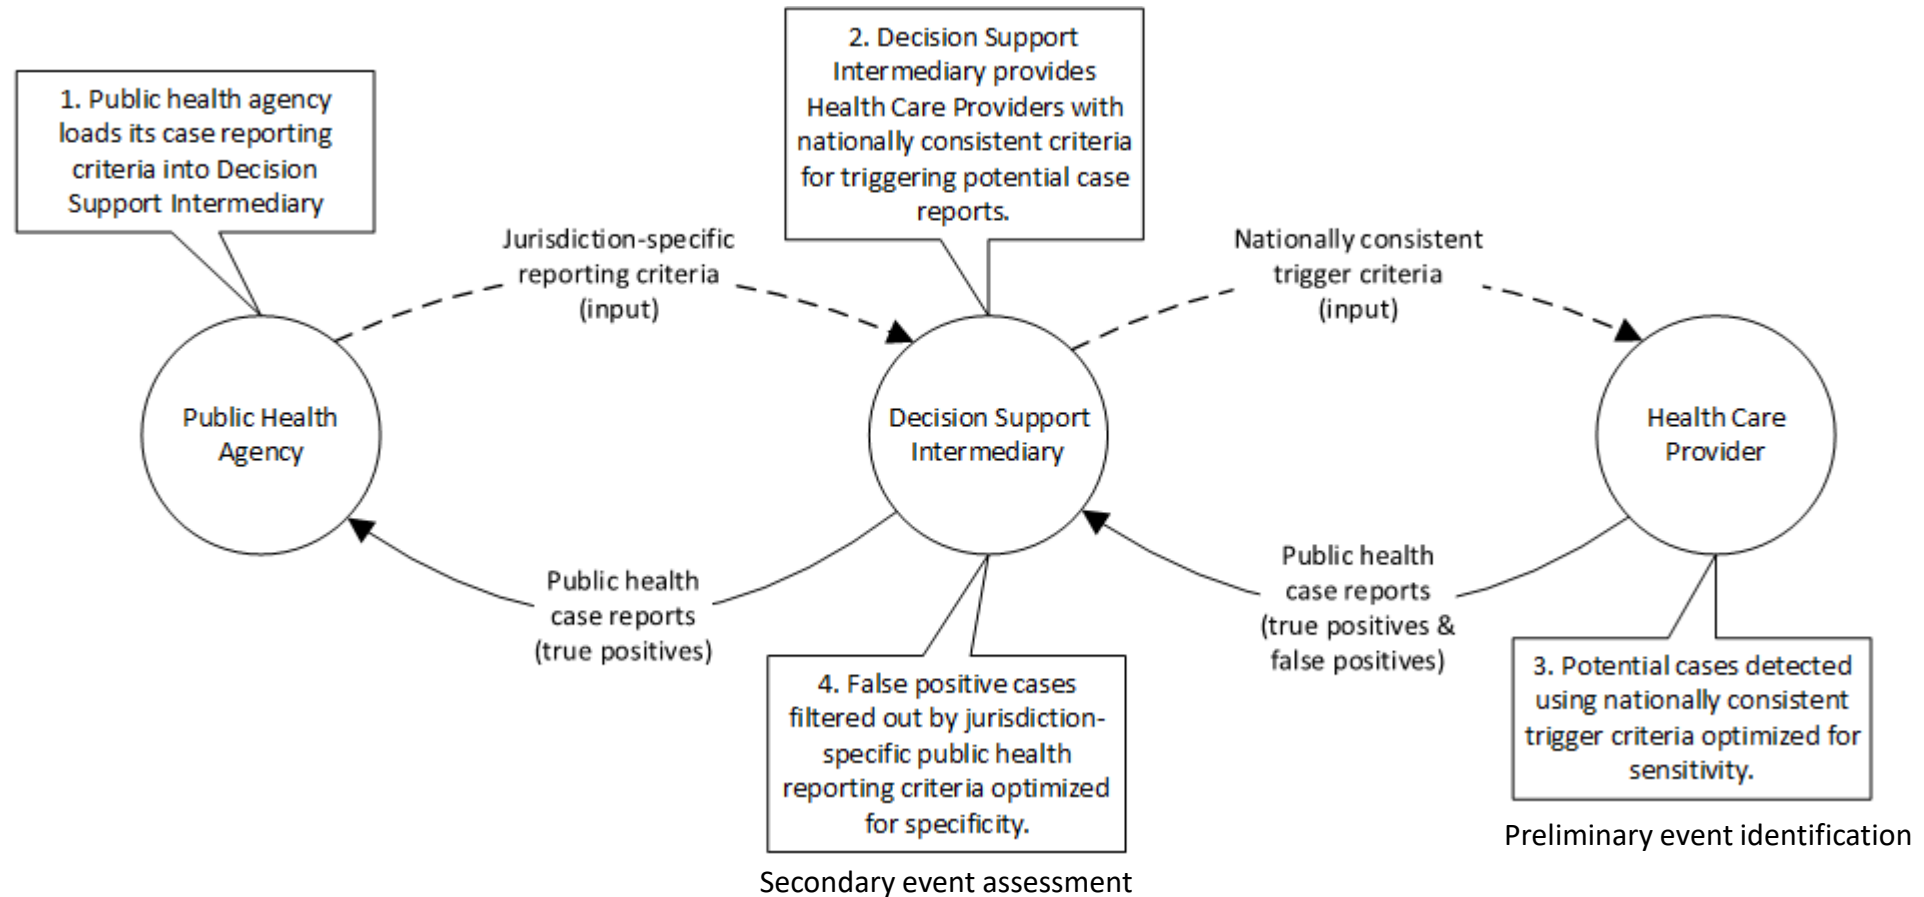 1. Public health agency
loads its case reporting
criteria into Decision
Support Intermediary
2. Decision Support
Intermediary provides
Health Care Providers with
nationally consistent criteria
for triggering potential case
reports.
Jurisdiction-specific
reporting criteria
(input)
Nationally consistent
trigger criteria
(input)
Public Health
Agency
Decision Support
Intermediary
Health Care
Provider
Public health
case reports
(true positives)
Public health
case reports
(true positives &
false positives)
4. False positive cases
filtered out by jurisdiction-
specific public health
reporting criteria optimized
for specificity.
3. Potential cases detected
using nationally consistent
trigger criteria optimized for
sensitivity.
Preliminary event identification
Secondary event assessment